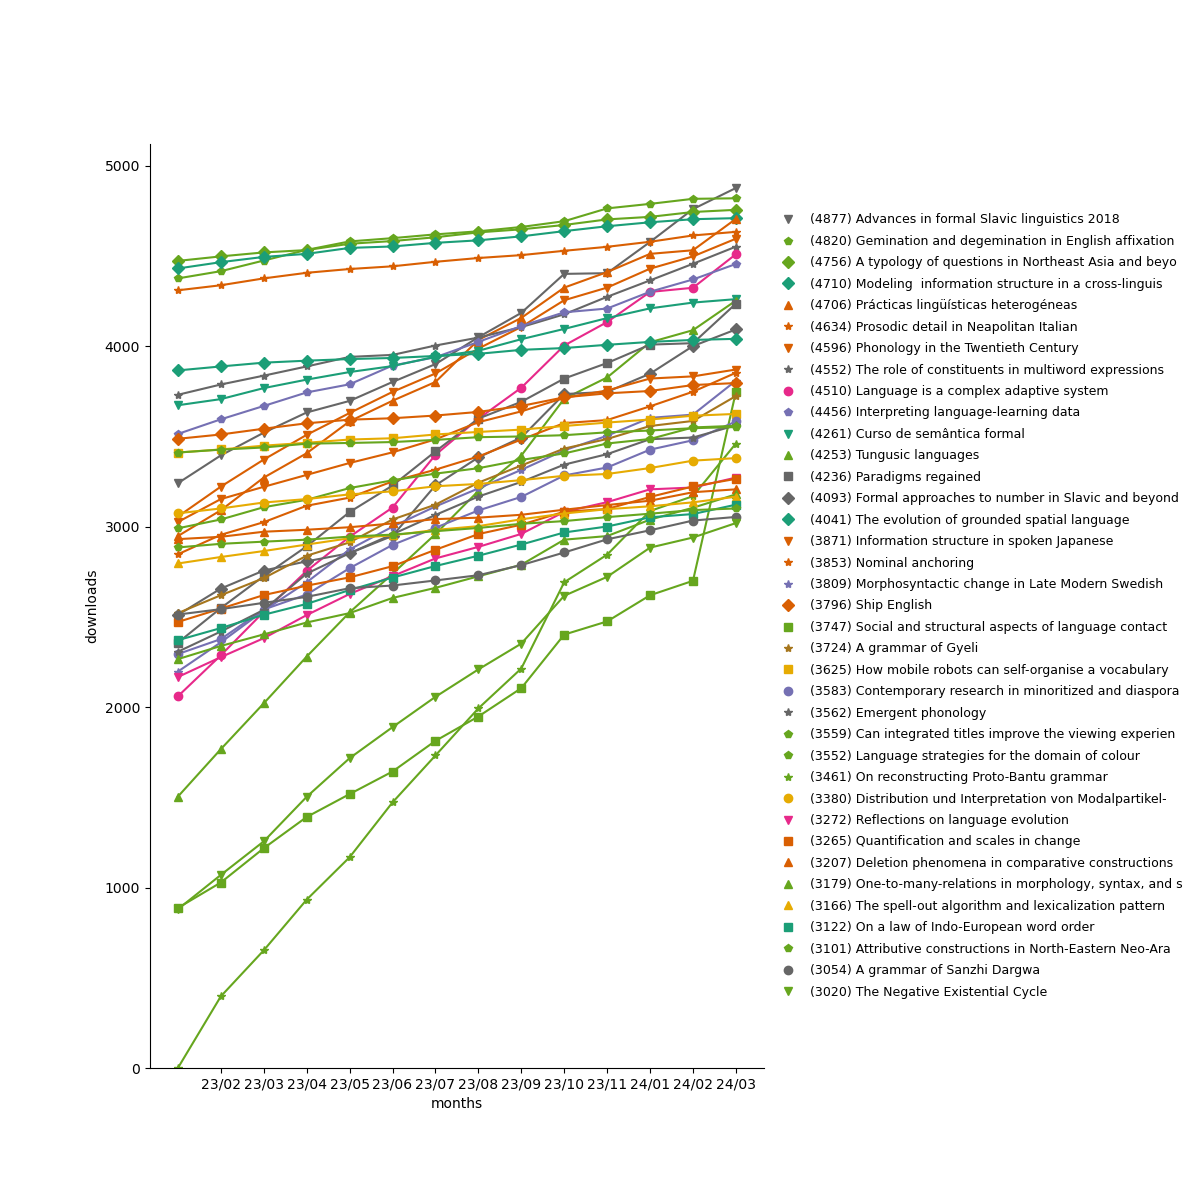 5000
4000
3000
2000
1000
0
downloads
23/02 23/03 23/04 23/05 23/06 23/07 23/08 23/09 23/10 23/11 24/01 24/02 24/03
months
(4877) Advances in formal Slavic linguistics 2018
(4820) Gemination and degemination in English affixation
(4756) A typology of questions in Northeast Asia and beyo
(4710) Modeling  information structure in a cross-linguis
(4706) Prácticas lingüísticas heterogéneas
(4634) Prosodic detail in Neapolitan Italian
(4596) Phonology in the Twentieth Century
(4552) The role of constituents in multiword expressions
(4510) Language is a complex adaptive system
(4456) Interpreting language-learning data
(4261) Curso de semântica formal
(4253) Tungusic languages
(4236) Paradigms regained
(4093) Formal approaches to number in Slavic and beyond
(4041) The evolution of grounded spatial language
(3871) Information structure in spoken Japanese
(3853) Nominal anchoring
(3809) Morphosyntactic change in Late Modern Swedish
(3796) Ship English
(3747) Social and structural aspects of language contact
(3724) A grammar of Gyeli
(3625) How mobile robots can self-organise a vocabulary
(3583) Contemporary research in minoritized and diaspora
(3562) Emergent phonology
(3559) Can integrated titles improve the viewing experien
(3552) Language strategies for the domain of colour
(3461) On reconstructing Proto-Bantu grammar
(3380) Distribution und Interpretation von Modalpartikel-
(3272) Reflections on language evolution
(3265) Quantification and scales in change
(3207) Deletion phenomena in comparative constructions
(3179) One-to-many-relations in morphology, syntax, and s
(3166) The spell-out algorithm and lexicalization pattern
(3122) On a law of Indo-European word order
(3101) Attributive constructions in North-Eastern Neo-Ara
(3054) A grammar of Sanzhi Dargwa
(3020) The Negative Existential Cycle